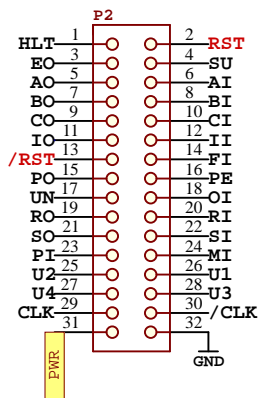 P2
HLT 1 2 RST
EO 3 4 SU
AO 5 6 AI
BO 7 8 BI
CO 9 10 CI
IO 11 12 II
/RST 13 14 FI
PO 15 16 PE
UN 17 18 OI
RO 19 20 RI
SO 21 22 SI
PI 23 24 MI
U2 25 26 U1
U4 27 28 U3
CLK 29 30 /CLK
31 32
PWR
GND